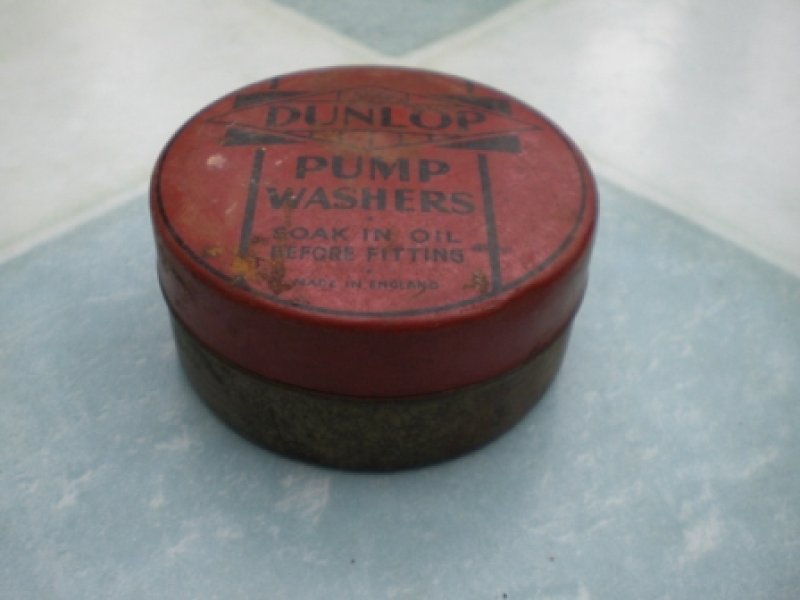 DUNLOP
PUMP
WASHERS
SOAK IN OIL
BEFORE FITTING
MADE IN ENGLAND